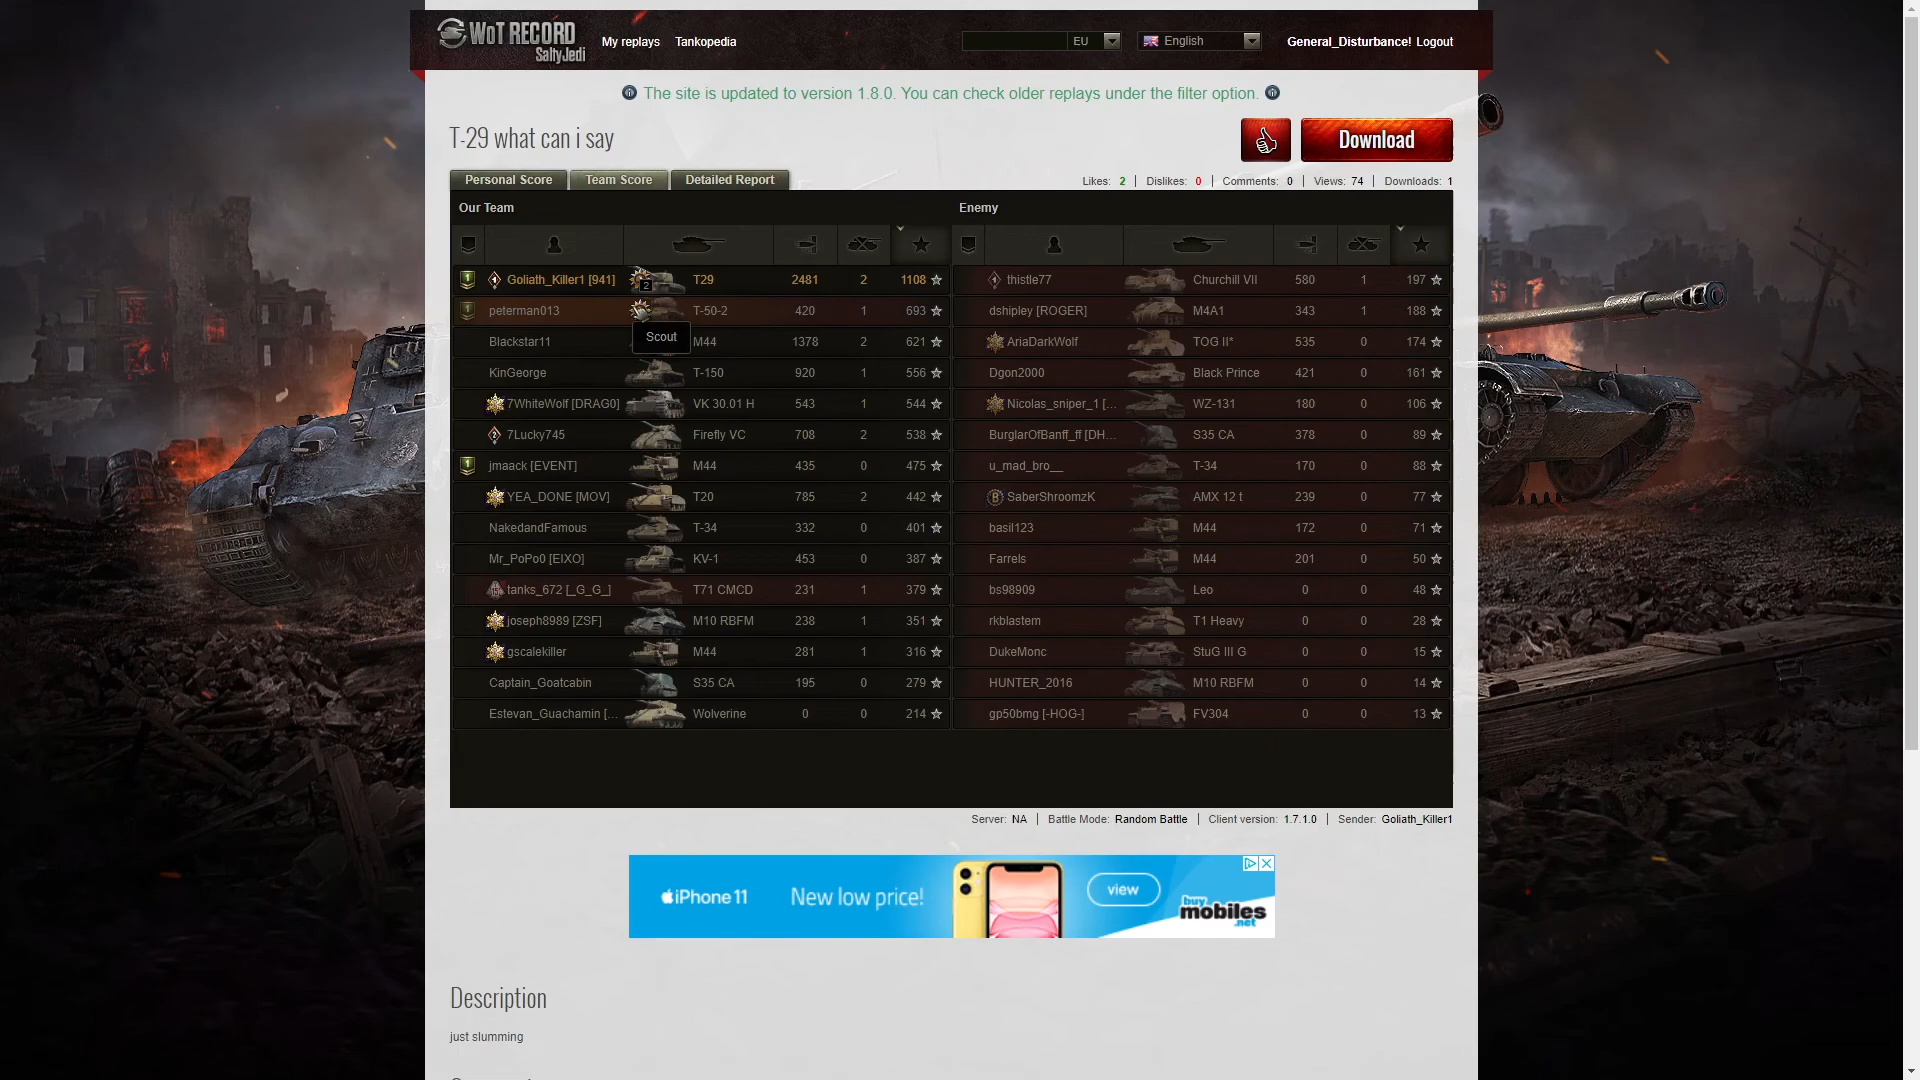 WoT RECORD
SaltyJedi
My replays Tankopedia EU English General_Disturbance! Logout
The site is updated to version 1.8.0. You can check older replays under the filter option.
T-29 what can i say
Download
Personal Score Team Score Detailed Report
Likes: 2 | Dislikes: 0 | Comments: 0 | Views: 74 | Downloads: 1
Our Team Enemy
1 1 Goliath_Killer1 [941] 2 T29 2481 2 1108 1 thistle77 Churchill VII 580 1 197
1 peterman013 T-50-2 420 1 693 dshipley [ROGER] M4A1 343 1 188
Scout
Blackstar11 M44 1378 2 621 AriaDarkWolf TOG II* 535 0 174
KinGeorge T-150 920 1 556 Dgon2000 Black Prince 421 0 161
7WhiteWolf [DRAG0] VK 30.01 H 543 1 544 Nicolas_sniper_1 [... WZ-131 180 0 106
2 7Lucky745 Firefly VC 708 2 538 BurglarOfBanff_ff [DH... S35 CA 378 0 89
1 jmaack [EVENT] M44 435 0 475 u_mad_bro__ T-34 170 0 88
YEA_DONE [MOV] T20 785 2 442 B SaberShroomzK AMX 12 t 239 0 77
NakedandFamous T-34 332 0 401 basil123 M44 172 0 71
Mr_PoPo0 [EIXO] KV-1 453 0 387 Farrels M44 201 0 50
tanks_672 [_G_G_] T71 CMCD 231 1 379 bs98909 Leo 0 0 48
joseph8989 [ZSF] M10 RBFM 238 1 351 rkblastem T1 Heavy 0 0 28
gscalekiller M44 281 1 316 DukeMonc StuG III G 0 0 15
Captain_Goatcabin S35 CA 195 0 279 HUNTER_2016 M10 RBFM 0 0 14
Estevan_Guachamin [... Wolverine 0 0 214 gp50bmg [-HOG-] FV304 0 0 13
Server: NA | Battle Mode: Random Battle | Client version: 1.7.1.0 | Sender: Goliath_Killer1
iPhone 11 New low price! view buy mobiles .net
Description
just slumming